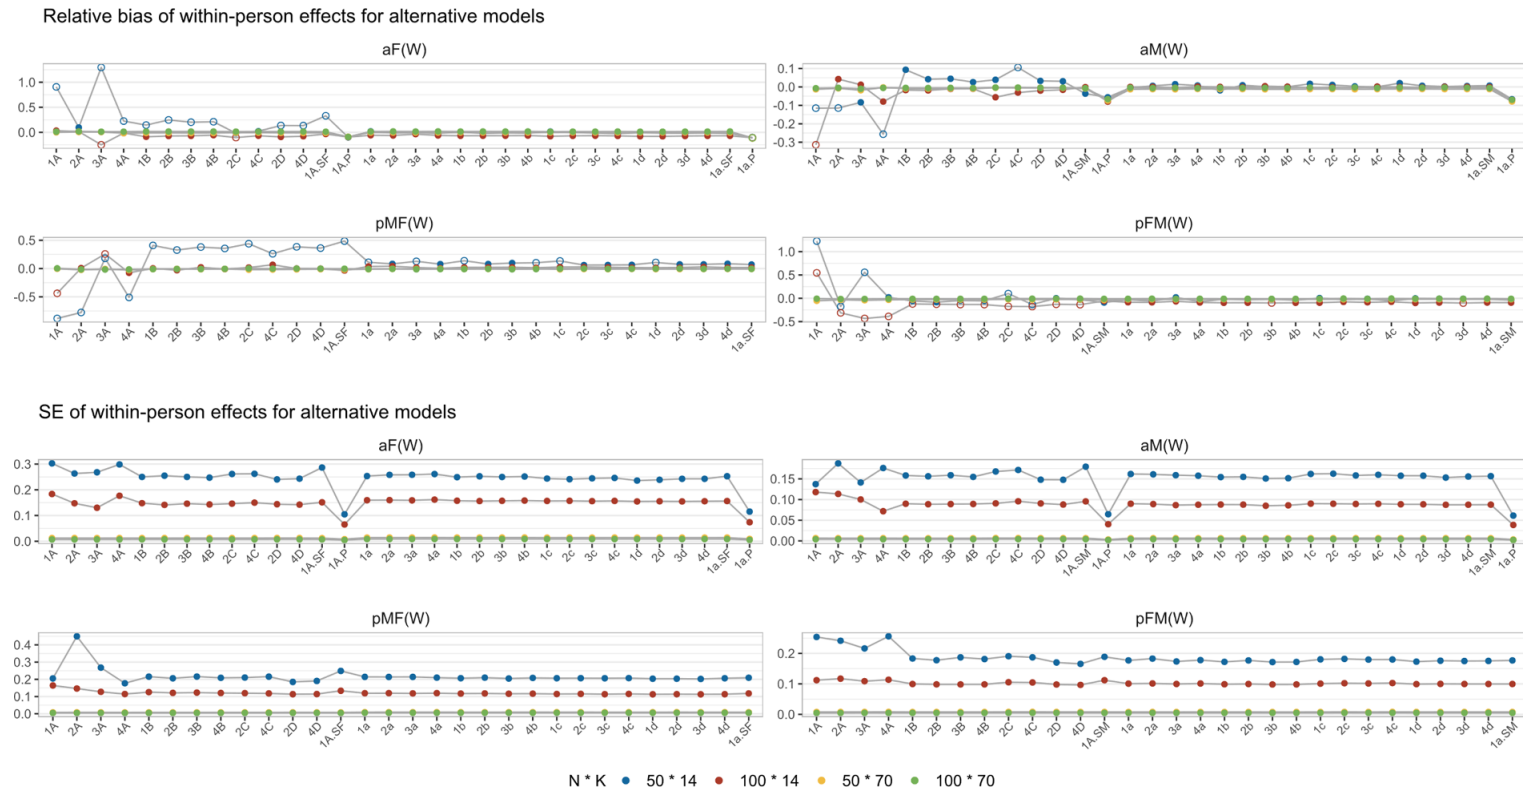 Relative bias of within-person effects for alternative models
aF(W)
aM(W)
1.0
0.5
0.0
0.1
0.0
-0.1
-0.2
-0.3
1A 2A 3A 4A 1B 2B 3B 4B 2C 4C 2D 4D 1A.SF 1A.P 1a 2a 3a 4a 1b 2b 3b 4b 1c 2c 3c 4c 1d 2d 3d 4d 1a.SF 1a.P
1A 2A 3A 4A 1B 2B 3B 4B 2C 4C 2D 4D 1A.SM 1A.P 1a 2a 3a 4a 1b 2b 3b 4b 1c 2c 3c 4c 1d 2d 3d 4d 1a.SM 1a.P
pMF(W)
pFM(W)
0.5
0.0
-0.5
1.0
0.5
0.0
-0.5
1A 2A 3A 4A 1B 2B 3B 4B 2C 4C 2D 4D 1A.SF 1a 2a 3a 4a 1b 2b 3b 4b 1c 2c 3c 4c 1d 2d 3d 4d 1a.SF
1A 2A 3A 4A 1B 2B 3B 4B 2C 4C 2D 4D 1A.SM 1a 2a 3a 4a 1b 2b 3b 4b 1c 2c 3c 4c 1d 2d 3d 4d 1a.SM
SE of within-person effects for alternative models
aF(W)
aM(W)
0.3
0.2
0.1
0.0
0.15
0.10
0.05
0.00
1A 2A 3A 4A 1B 2B 3B 4B 2C 4C 2D 4D 1A.SF 1A.P 1a 2a 3a 4a 1b 2b 3b 4b 1c 2c 3c 4c 1d 2d 3d 4d 1a.SF 1a.P
1A 2A 3A 4A 1B 2B 3B 4B 2C 4C 2D 4D 1A.SM 1A.P 1a 2a 3a 4a 1b 2b 3b 4b 1c 2c 3c 4c 1d 2d 3d 4d 1a.SM 1a.P
pMF(W)
pFM(W)
0.4
0.3
0.2
0.1
0.0
0.2
0.1
0.0
1A 2A 3A 4A 1B 2B 3B 4B 2C 4C 2D 4D 1A.SF 1a 2a 3a 4a 1b 2b 3b 4b 1c 2c 3c 4c 1d 2d 3d 4d 1a.SF
1A 2A 3A 4A 1B 2B 3B 4B 2C 4C 2D 4D 1A.SM 1a 2a 3a 4a 1b 2b 3b 4b 1c 2c 3c 4c 1d 2d 3d 4d 1a.SM
N * K 50 * 14 100 * 14 50 * 70 100 * 70